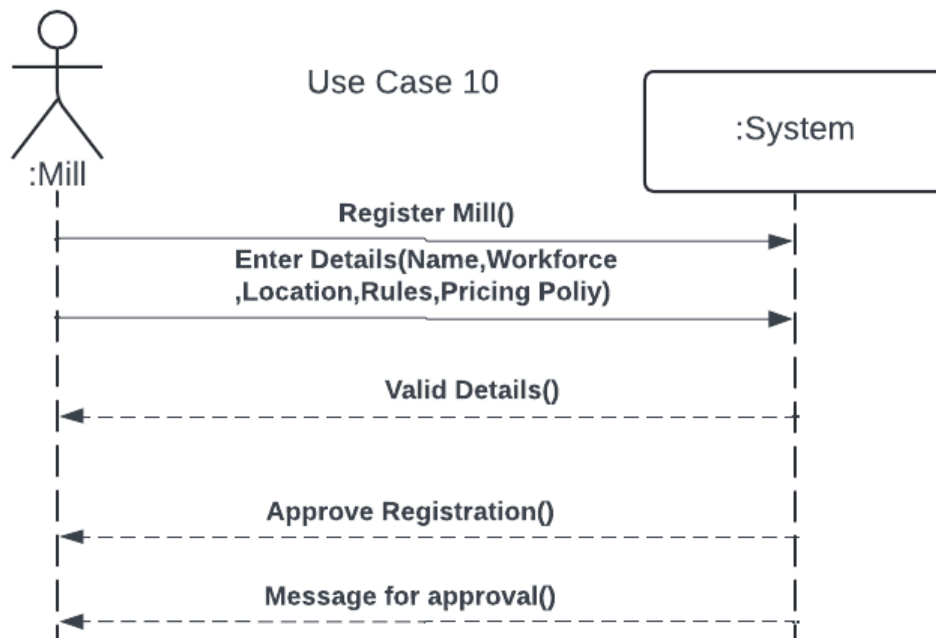 Use Case 10
:System
:Mill
Register Mill()
Enter Details(Name,Workforce
,Location,Rules,Pricing Poliy)
Valid Details()
Approve Registration()
Message for approval()